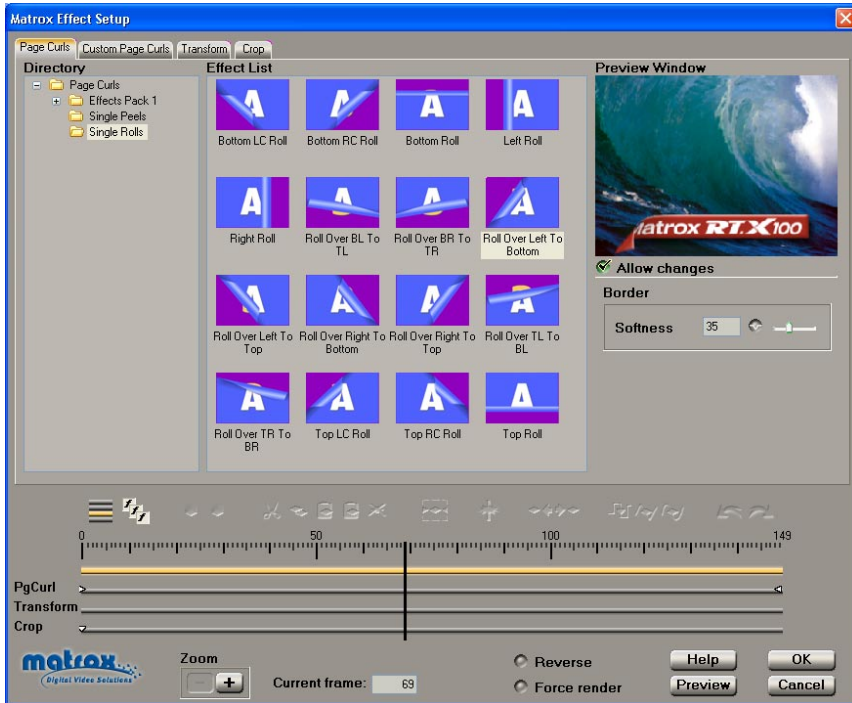 Matrox Effect Setup
Page Curls
Custom Page Curls
Transform
Crop
Directory
Page Curls
Effects Pack 1
Single Peels
Single Rolls
Effect List
Bottom LC Roll
Bottom RC Roll
Bottom Roll
Left Roll
Right Roll
Roll Over BL To
TL
Roll Over BR To
TR
Roll Over Left To
Bottom
Roll Over Left To
Top
Roll Over Right To
Bottom
Roll Over Right To
Top
Roll Over TL To
BL
Roll Over TR To
BR
Top LC Roll
Top RC Roll
Top Roll
Preview Window
matrox RT.X100
Allow changes
Border
Softness 35
0 50 100 149
PgCurl
Transform
Crop
matrox
Digital Video Solutions
Zoom
Current frame: 69
Reverse
Force render
Help
OK
Preview
Cancel